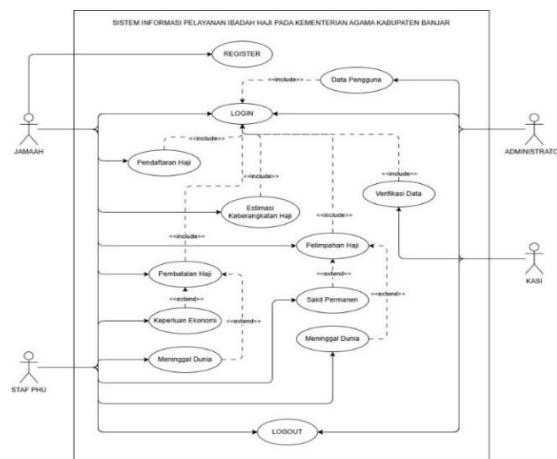 SISTEM INFORMASI PELAYANAN IBADAH HAJI PADA KEMENTERIAN AGAMA KABUPATEN BANJAR
REGISTER
<<include>>
Data Pengguna
LOGIN
JAMAAH
ADMINISTRATO
<<include>>
<<include>>
<<include>>
<<include>>
Pendaftaran Haji
Verifikasi Data
Estimasi
Keberangkatan Haji
<<include>>
Pelimpahan Haji
Pembatalan Haji
<<extend>>
KASI
Sakit Permanen
<<extend>>
<<extend>>
<<extend>>
Keperluan Ekonomi
Meninggal Dunia
Meninggal Dunia
STAF PHU
LOGOUT